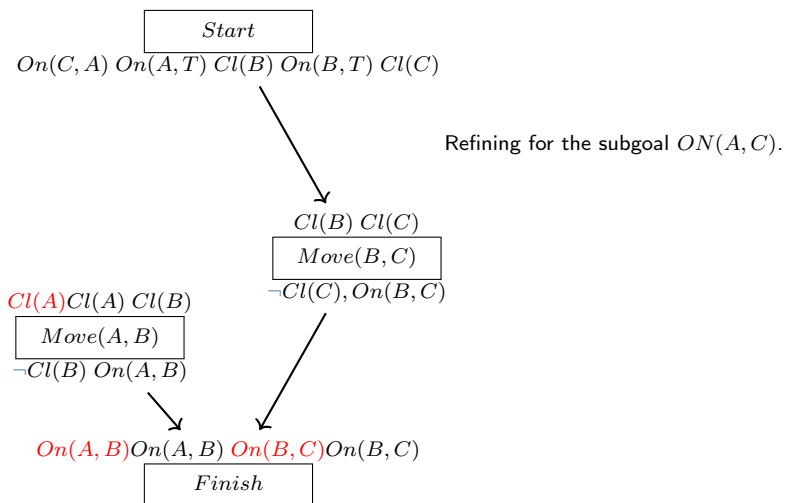 Start
On(C, A) On(A, T) Cl(B) On(B, T) Cl(C)
Refining for the subgoal ON(A, C).
Cl(B) Cl(C)
Move(B, C)
¬Cl(C), On(B, C)
Cl(A)Cl(A) Cl(B)
Move(A, B)
¬Cl(B) On(A, B)
On(A, B)On(A, B) On(B, C)On(B, C)
Finish